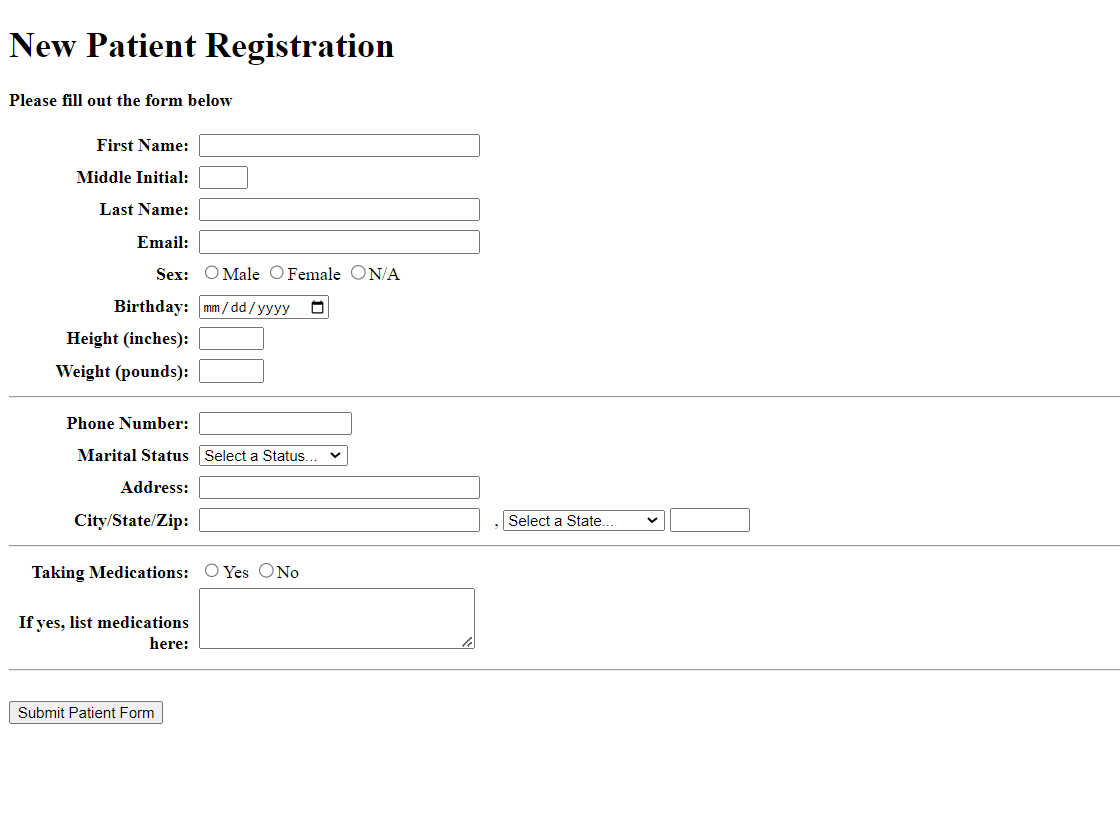 New Patient Registration
Please fill out the form below
First Name:
Middle Initial:
Last Name:
Email:
Sex: Male Female N/A
Birthday: mm/dd/yyyy
Height (inches):
Weight (pounds):
Phone Number:
Marital Status Select a Status...
Address:
City/State/Zip: , Select a State...
Taking Medications: Yes No
If yes, list medications
here:
Submit Patient Form